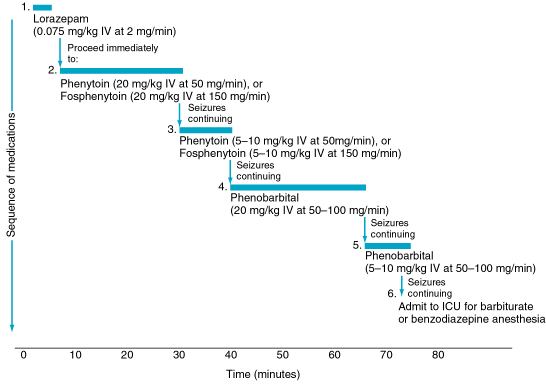 1.
Lorazepam
(0.075 mg/kg IV at 2 mg/min)
Proceed immediately
to:
2.
Phenytoin (20 mg/kg IV at 50 mg/min), or
Fosphenytoin (20 mg/kg IV at 150 mg/min)
Seizures
continuing
3.
Phenytoin (5–10 mg/kg IV at 50mg/min), or
Fosphenytoin (5–10 mg/kg IV at 150 mg/min)
Seizures
continuing
4.
Phenobarbital
(20 mg/kg IV at 50–100 mg/min)
Seizures
continuing
5.
Phenobarbital
(5–10 mg/kg IV at 50–100 mg/min)
Seizures
continuing
6.
Admit to ICU for barbiturate
or benzodiazepine anesthesia
Sequence of medications
0 10 20 30 40 50 60 70 80
Time (minutes)